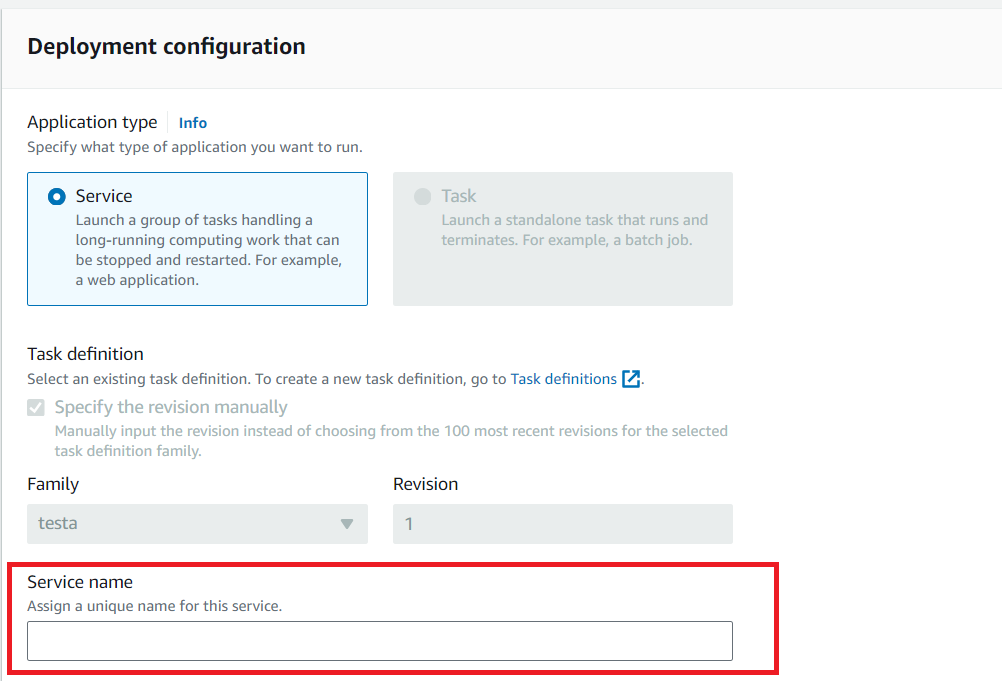 Deployment configuration
Application type Info
Specify what type of application you want to run.
Service
Launch a group of tasks handling a
long-running computing work that can
be stopped and restarted. For example,
a web application.
Task
Launch a standalone task that runs and
terminates. For example, a batch job.
Task definition
Select an existing task definition. To create a new task definition, go to Task definitions.
Specify the revision manually
Manually input the revision instead of choosing from the 100 most recent revisions for the selected
task definition family.
Family
testa
Revision
1
Service name
Assign a unique name for this service.